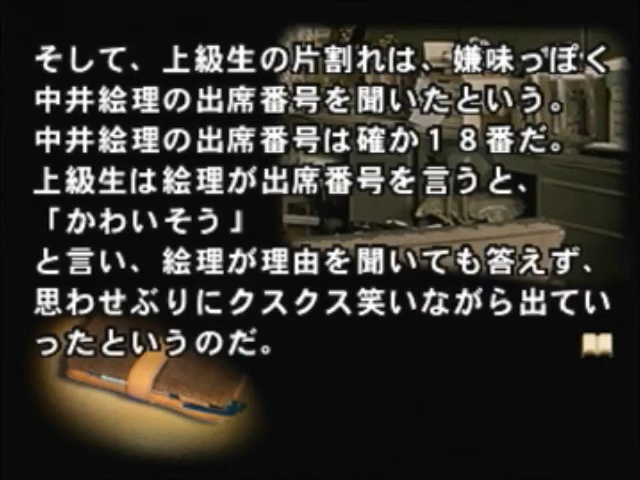 そして、上級生の片割れは、嫌味っぽく
中井絵理の出席番号を聞いたという。
中井絵理の出席番号は確か１８番だ。
上級生は絵理が出席番号を言うと、
「かわいそう」
と言い、絵理が理由を聞いても答えず、
思わせぶりにクスクス笑いながら出てい
ったというのだ。